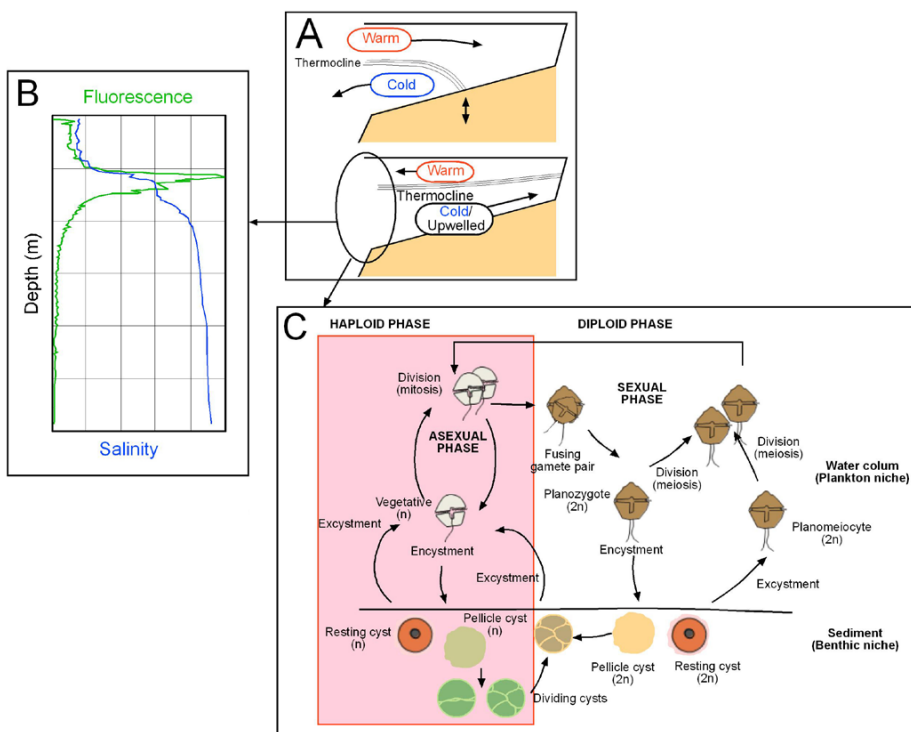 A
Warm
Thermocline
Cold
Warm
Thermocline
Cold/
Upwelled
B
Fluorescence
Depth (m)
Salinity
C
HAPLOID PHASE
DIPLOID PHASE
Division
(mitosis)
SEXUAL
PHASE
ASEXUAL
PHASE
Fusing
gamete pair
Division
(meiosis)
Division
(meiosis)
Water colum
(Plankton niche)
Vegetative
(n)
Planozygote
(2n)
Planomeiocyte
(2n)
Excystment
Encystment
Encystment
Excystment
Excystment
Resting cyst
(n)
Pellicle cyst
(n)
Pellicle cyst
(2n)
Resting cyst
(2n)
Sediment
(Benthic niche)
Dividing cysts